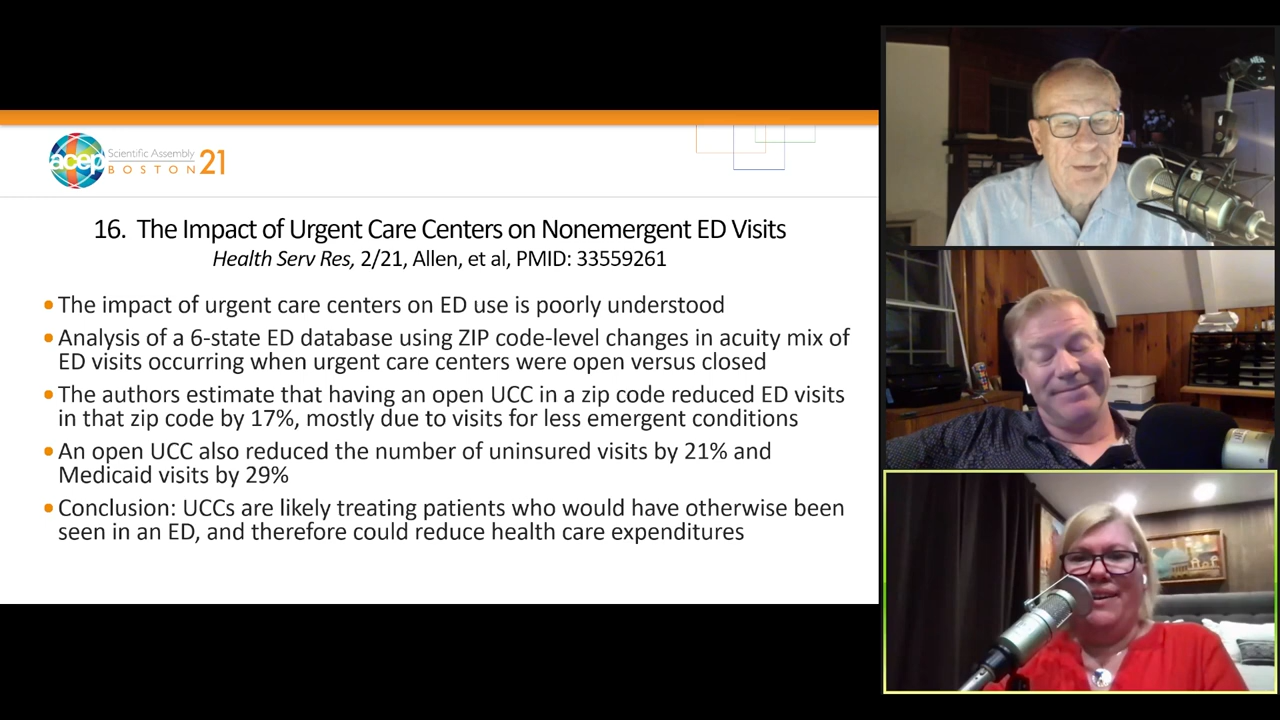 acep Scientific Assembly
BOSTON 21
16. The Impact of Urgent Care Centers on Nonemergent ED Visits
Health Serv Res, 2/21, Allen, et al, PMID: 33559261
• The impact of urgent care centers on ED use is poorly understood
• Analysis of a 6-state ED database using ZIP code-level changes in acuity mix of
ED visits occurring when urgent care centers were open versus closed
• The authors estimate that having an open UCC in a zip code reduced ED visits
in that zip code by 17%, mostly due to visits for less emergent conditions
• An open UCC also reduced the number of uninsured visits by 21% and
Medicaid visits by 29%
• Conclusion: UCCs are likely treating patients who would have otherwise been
seen in an ED, and therefore could reduce health care expenditures